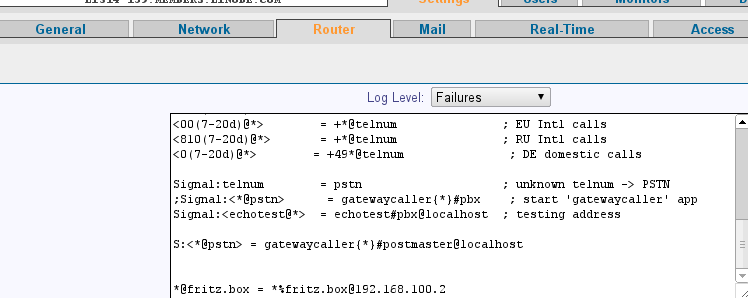 LI514-139.MEMBERS.LINODE.COM Settings Users Monitors
General Network Router Mail Real-Time Access
Log Level: Failures
<00(7-20d)@*> = +*@telnum ; EU Intl calls
<810(7-20d)@*> = +*@telnum ; RU Intl calls
<0(7-20d)@*> = +49*@telnum ; DE domestic calls
Signal:telnum = pstn ; unknown telnum -> PSTN
;Signal:<*@pstn> = gatewaycaller{*}#pbx ; start 'gatewaycaller' app
Signal:<echotest@*> = echotest#pbx@localhost ; testing address
S:<*@pstn> = gatewaycaller{*}#postmaster@localhost
*@fritz.box = *%fritz.box@192.168.100.2